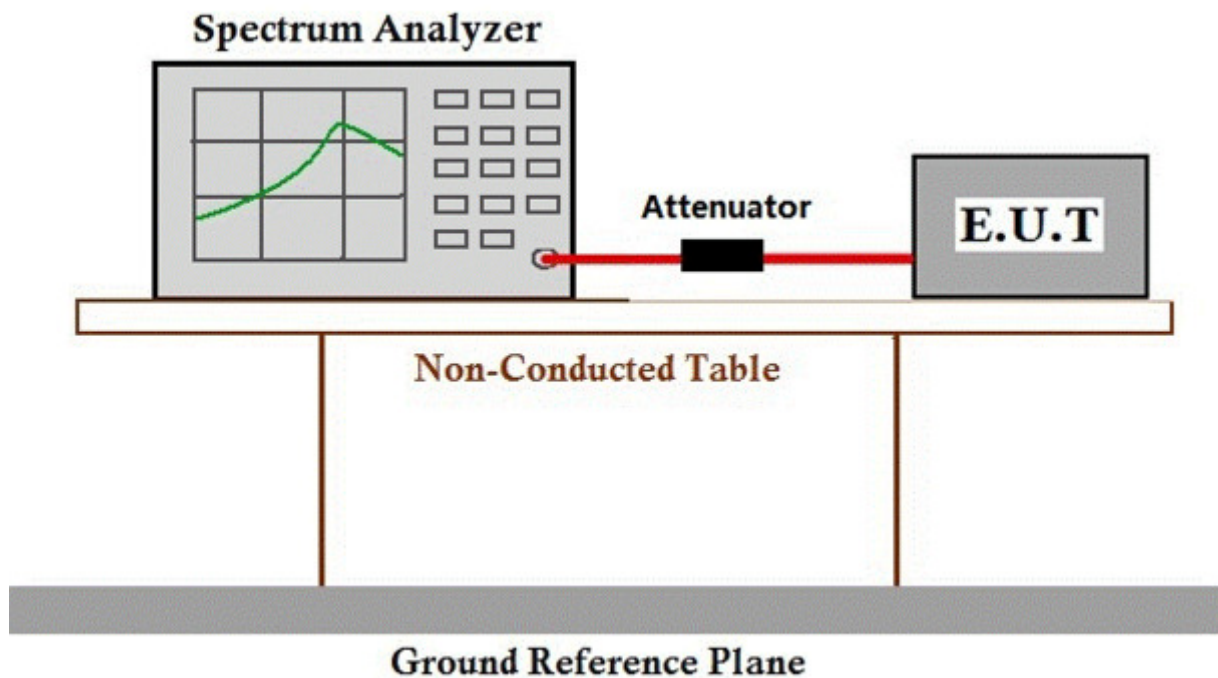 Spectrum Analyzer
Attenuator
E.U.T
Non-Conducted Table
Ground Reference Plane